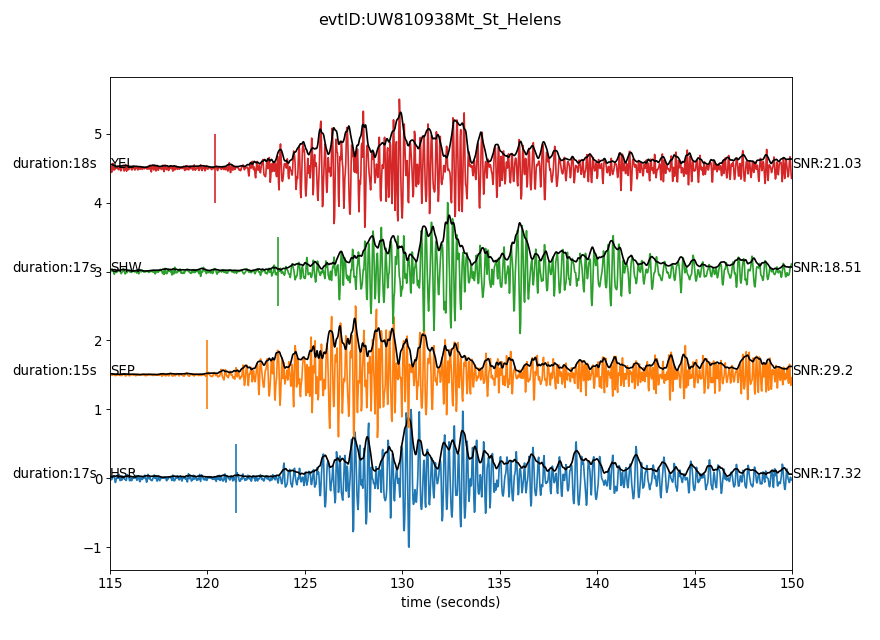 evtID:UW810938Mt_St_Helens
5
duration:18s YEL SNR:21.03
4
duration:17s SHW SNR:18.51
3
2
duration:15s SEP SNR:29.2
1
duration:17s HSR SNR:17.32
0
−1
115 120 125 130 135 140 145 150
time (seconds)